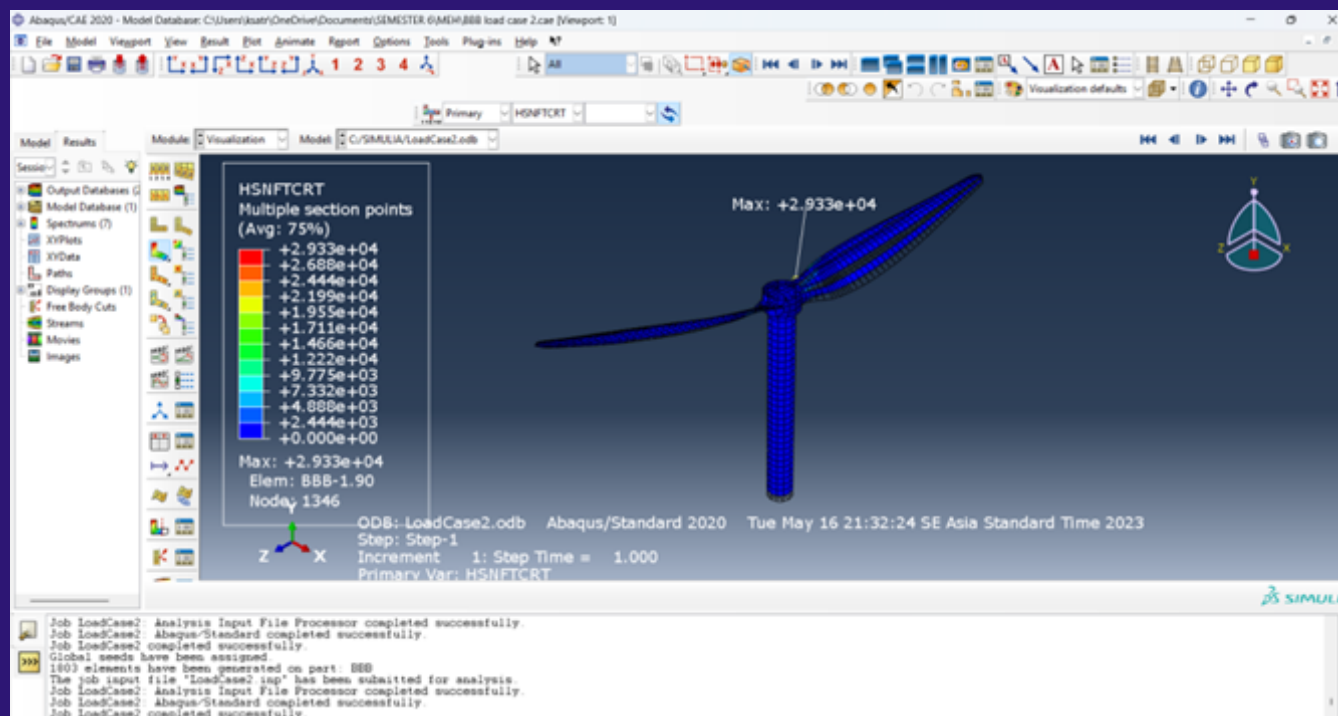 Abaqus/CAE 2020 - Model Database: C:\Users\ksatr\OneDrive\Documents\SEMESTER 6\MEH\BBB load case 2.cae [Viewport: 1]
File Model Viewport View Result Plot Animate Report Options Tools Plug-ins Help
1 2 3 4 All
Visualization defaults
Primary HSNFTCRT
Model Results Module: Visualization Model: C:/SIMULIA/LoadCase2.odb
Output Databases (2
Model Database (1)
Spectrums (7)
XYPlots
XYData
Paths
Display Groups (1)
Free Body Cuts
Streams
Movies
Images
HSNFTCRT
Multiple section points
(Avg: 75%)
+2.933e+04
+2.688e+04
+2.444e+04
+2.199e+04
+1.955e+04
+1.711e+04
+1.466e+04
+1.222e+04
+9.775e+03
+7.332e+03
+4.888e+03
+2.444e+03
+0.000e+00
Max: +2.933e+04
Elem: BBB-1.90
Node: 1346
Max: +2.933e+04
Y
Z X
Y
Z X
ODB: LoadCase2.odb Abaqus/Standard 2020 Tue May 16 21:32:24 SE Asia Standard Time 2023
Step: Step-1
Increment 1: Step Time = 1.000
Primary Var: HSNFTCRT
SIMULI
Job LoadCase2: Analysis Input File Processor completed successfully.
Job LoadCase2: Abaqus/Standard completed successfully.
Job LoadCase2 completed successfully.
Global seeds have been assigned.
1803 elements have been generated on part: BBB
The job input file "LoadCase2.inp" has been submitted for analysis.
Job LoadCase2: Analysis Input File Processor completed successfully.
Job LoadCase2: Abaqus/Standard completed successfully.
Job LoadCase2 completed successfully.